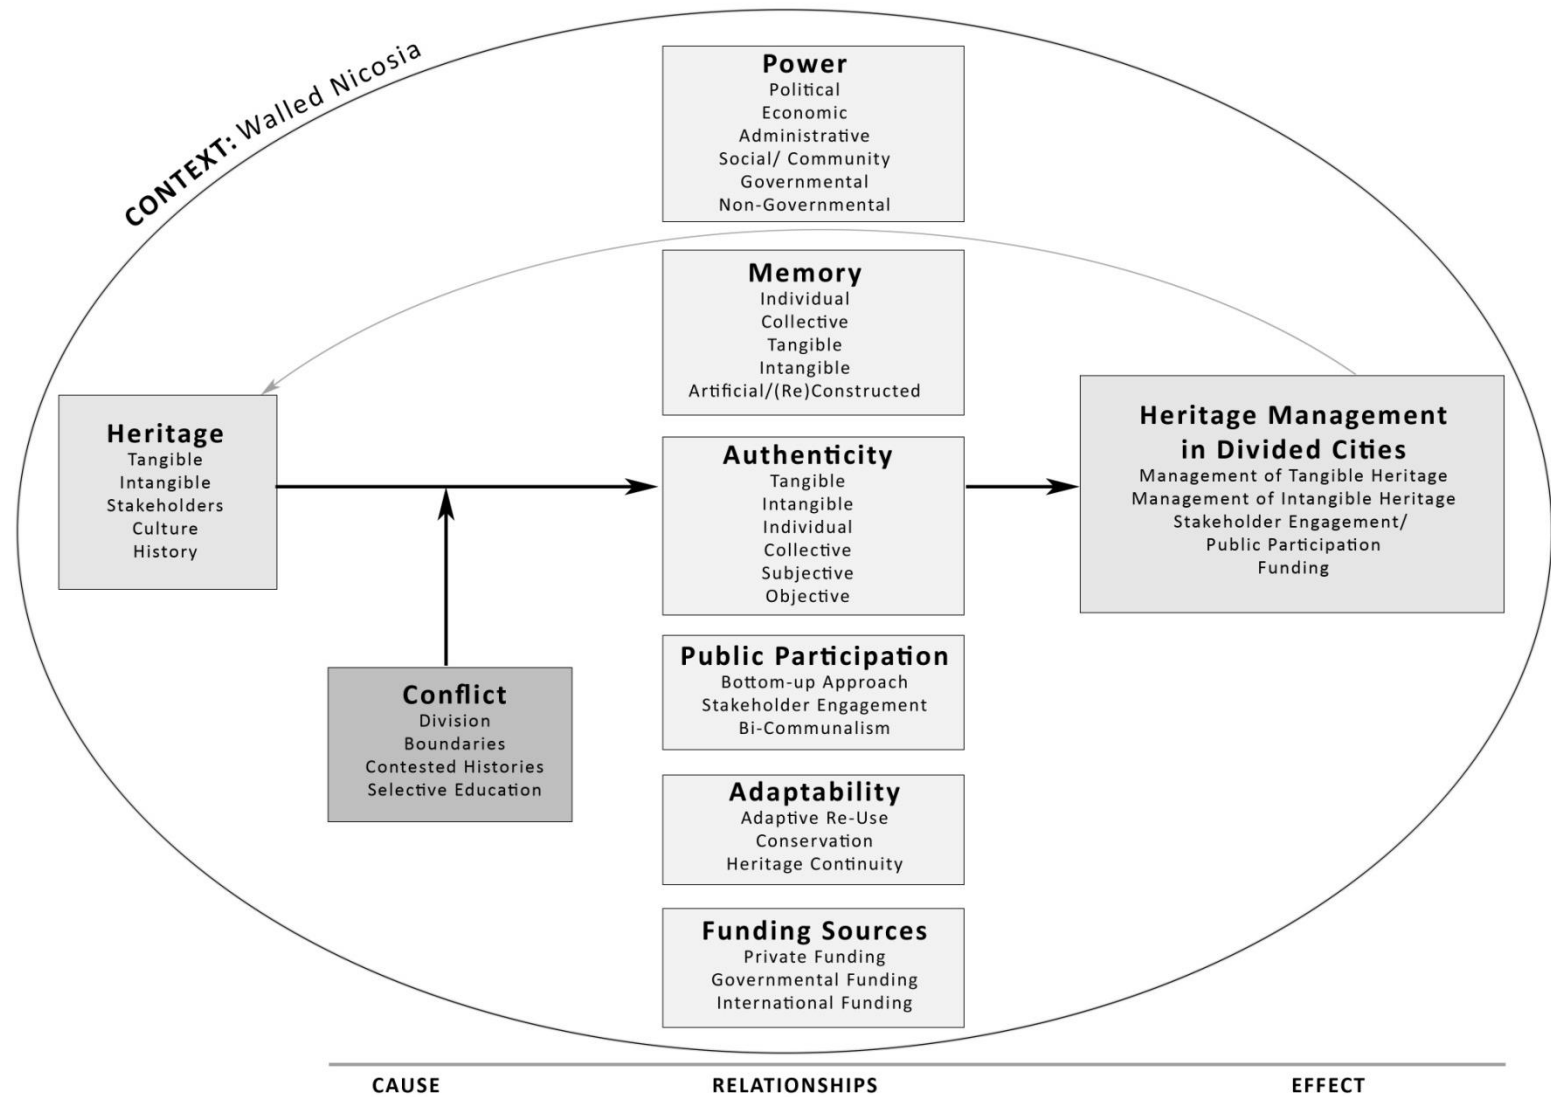 CONTEXT: Walled Nicosia
Power
Political
Economic
Administrative
Social/ Community
Governmental
Non-Governmental
Memory
Individual
Collective
Tangible
Intangible
Artificial/(Re)Constructed
Heritage
Tangible
Intangible
Stakeholders
Culture
History
Authenticity
Tangible
Intangible
Individual
Collective
Subjective
Objective
Heritage Management
in Divided Cities
Management of Tangible Heritage
Management of Intangible Heritage
Stakeholder Engagement/
Public Participation
Funding
Conflict
Division
Boundaries
Contested Histories
Selective Education
Public Participation
Bottom-up Approach
Stakeholder Engagement
Bi-Communalism
Adaptability
Adaptive Re-Use
Conservation
Heritage Continuity
Funding Sources
Private Funding
Governmental Funding
International Funding
CAUSE
RELATIONSHIPS
EFFECT